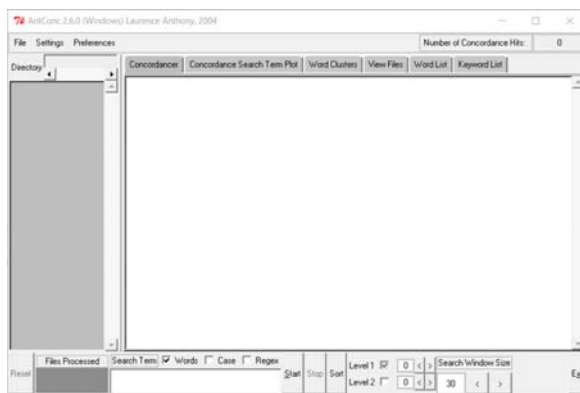 AntConc 2.6.0 (Windows) Laurence Anthony, 2004
File Settings Preferences Number of Concordance Hits: 0
Directory Concordancer Concordance Search Term Plot Word Clusters View Files Word List Keyword List
Files Processed Search Term Words Case Regex Level 1 0 < > Search Window Size
Reset Start Stop Sort Level 2 0 < > 30 < > Ex